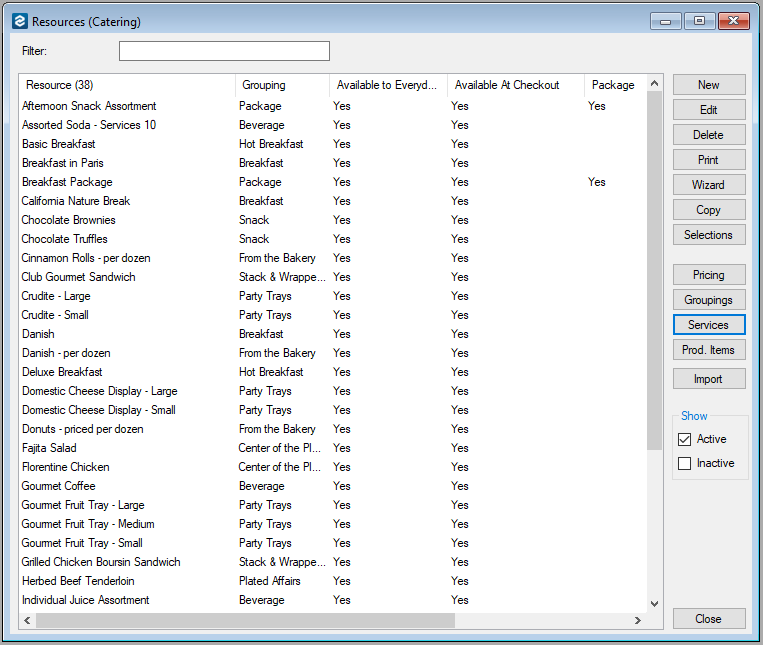 Resources (Catering)
Filter:
Resource (38) Grouping Available to Everyd... Available At Checkout Package
Afternoon Snack Assortment Package Yes Yes Yes
Assorted Soda - Services 10 Beverage Yes Yes
Basic Breakfast Hot Breakfast Yes Yes
Breakfast in Paris Breakfast Yes Yes
Breakfast Package Package Yes Yes Yes
California Nature Break Breakfast Yes Yes
Chocolate Brownies Snack Yes Yes
Chocolate Truffles Snack Yes Yes
Cinnamon Rolls - per dozen From the Bakery Yes Yes
Club Gourmet Sandwich Stack & Wrappe... Yes Yes
Crudite - Large Party Trays Yes Yes
Crudite - Small Party Trays Yes Yes
Danish Breakfast Yes Yes
Danish - per dozen From the Bakery Yes Yes
Deluxe Breakfast Hot Breakfast Yes Yes
Domestic Cheese Display - Large Party Trays Yes Yes
Domestic Cheese Display - Small Party Trays Yes Yes
Donuts - priced per dozen From the Bakery Yes Yes
Fajita Salad Center of the Pl... Yes Yes
Florentine Chicken Center of the Pl... Yes Yes
Gourmet Coffee Beverage Yes Yes
Gourmet Fruit Tray - Large Party Trays Yes Yes
Gourmet Fruit Tray - Medium Party Trays Yes Yes
Gourmet Fruit Tray - Small Party Trays Yes Yes
Grilled Chicken Boursin Sandwich Stack & Wrappe... Yes Yes
Herbed Beef Tenderloin Plated Affairs Yes Yes
Individual Juice Assortment Beverage Yes Yes
New
Edit
Delete
Print
Wizard
Copy
Selections
Pricing
Groupings
Services
Prod. Items
Import
Show
Active
Inactive
Close